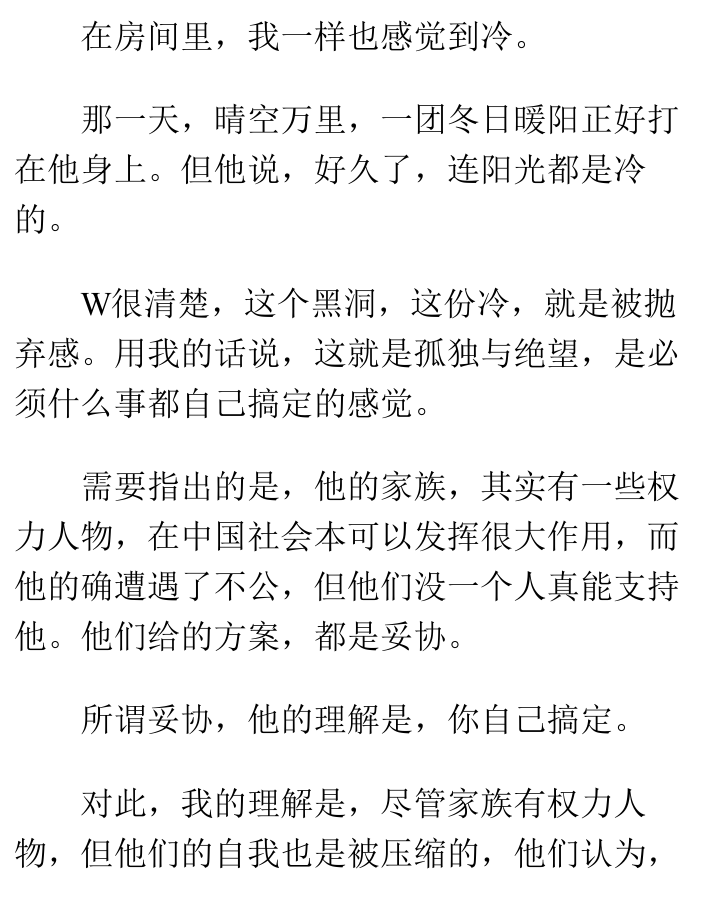 在房间里，我一样也感觉到冷。
那一天，晴空万里，一团冬日暖阳正好打
在他身上。但他说，好久了，连阳光都是冷
的。
W很清楚，这个黑洞，这份冷，就是被抛
弃感。用我的话说，这就是孤独与绝望，是必
须什么事都自己搞定的感觉。
需要指出的是，他的家族，其实有一些权
力人物，在中国社会本可以发挥很大作用，而
他的确遭遇了不公，但他们没一个人真能支持
他。他们给的方案，都是妥协。
所谓妥协，他的理解是，你自己搞定。
对此，我的理解是，尽管家族有权力人
物，但他们的自我也是被压缩的，他们认为，